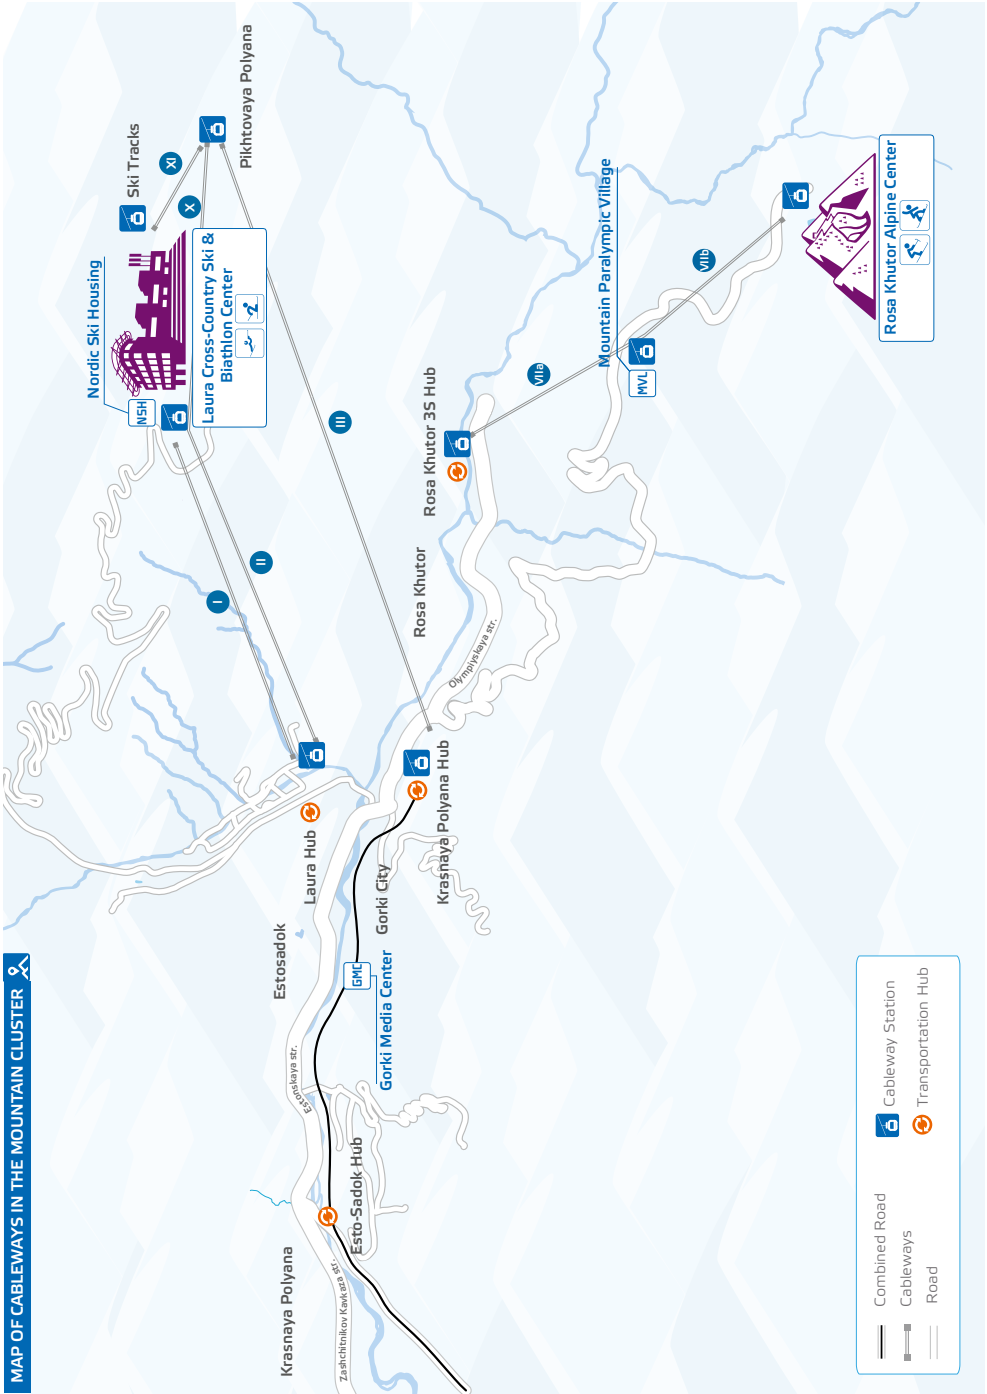 MAP OF CABLEWAYS IN THE MOUNTAIN CLUSTER
Ski Tracks
Pikhtovaya Polyana
XI
X
Nordic Ski Housing
NSH
Laura Cross-Country Ski &
Biathlon Center
III
II
I
Mountain Paralympic Village
MVL
VIIb
VIIa
Rosa Khutor Alpine Center
Rosa Khutor 3S Hub
Rosa Khutor
Olympiyskaya str.
Krasnaya Polyana Hub
Laura Hub
Gorki City
Estosadok
GMC
Gorki Media Center
Estonskaya str.
Esto-Sadok Hub
Krasnaya Polyana
Zashchitnikov Kavkaza str.
Combined Road
Cableways
Road
Cableway Station
Transportation Hub